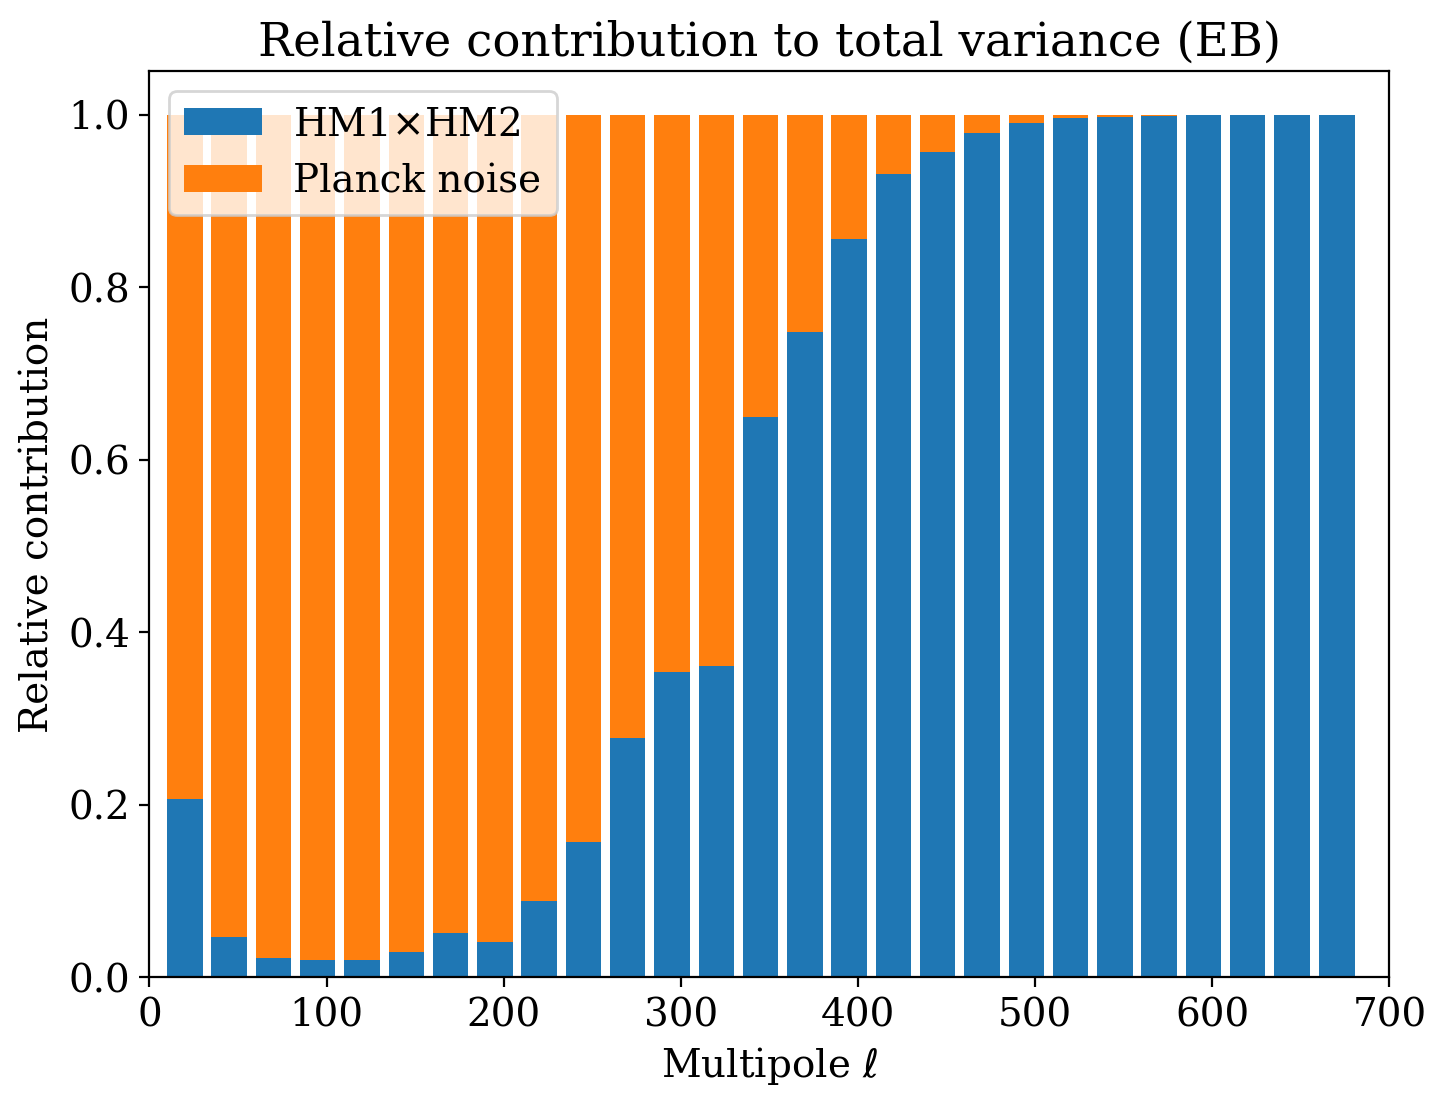 Relative contribution to total variance (EB)
HM1×HM2
Planck noise
1.0
0.8
0.6
0.4
0.2
0.0
Relative contribution
0 100 200 300 400 500 600 700
Multipole ℓ